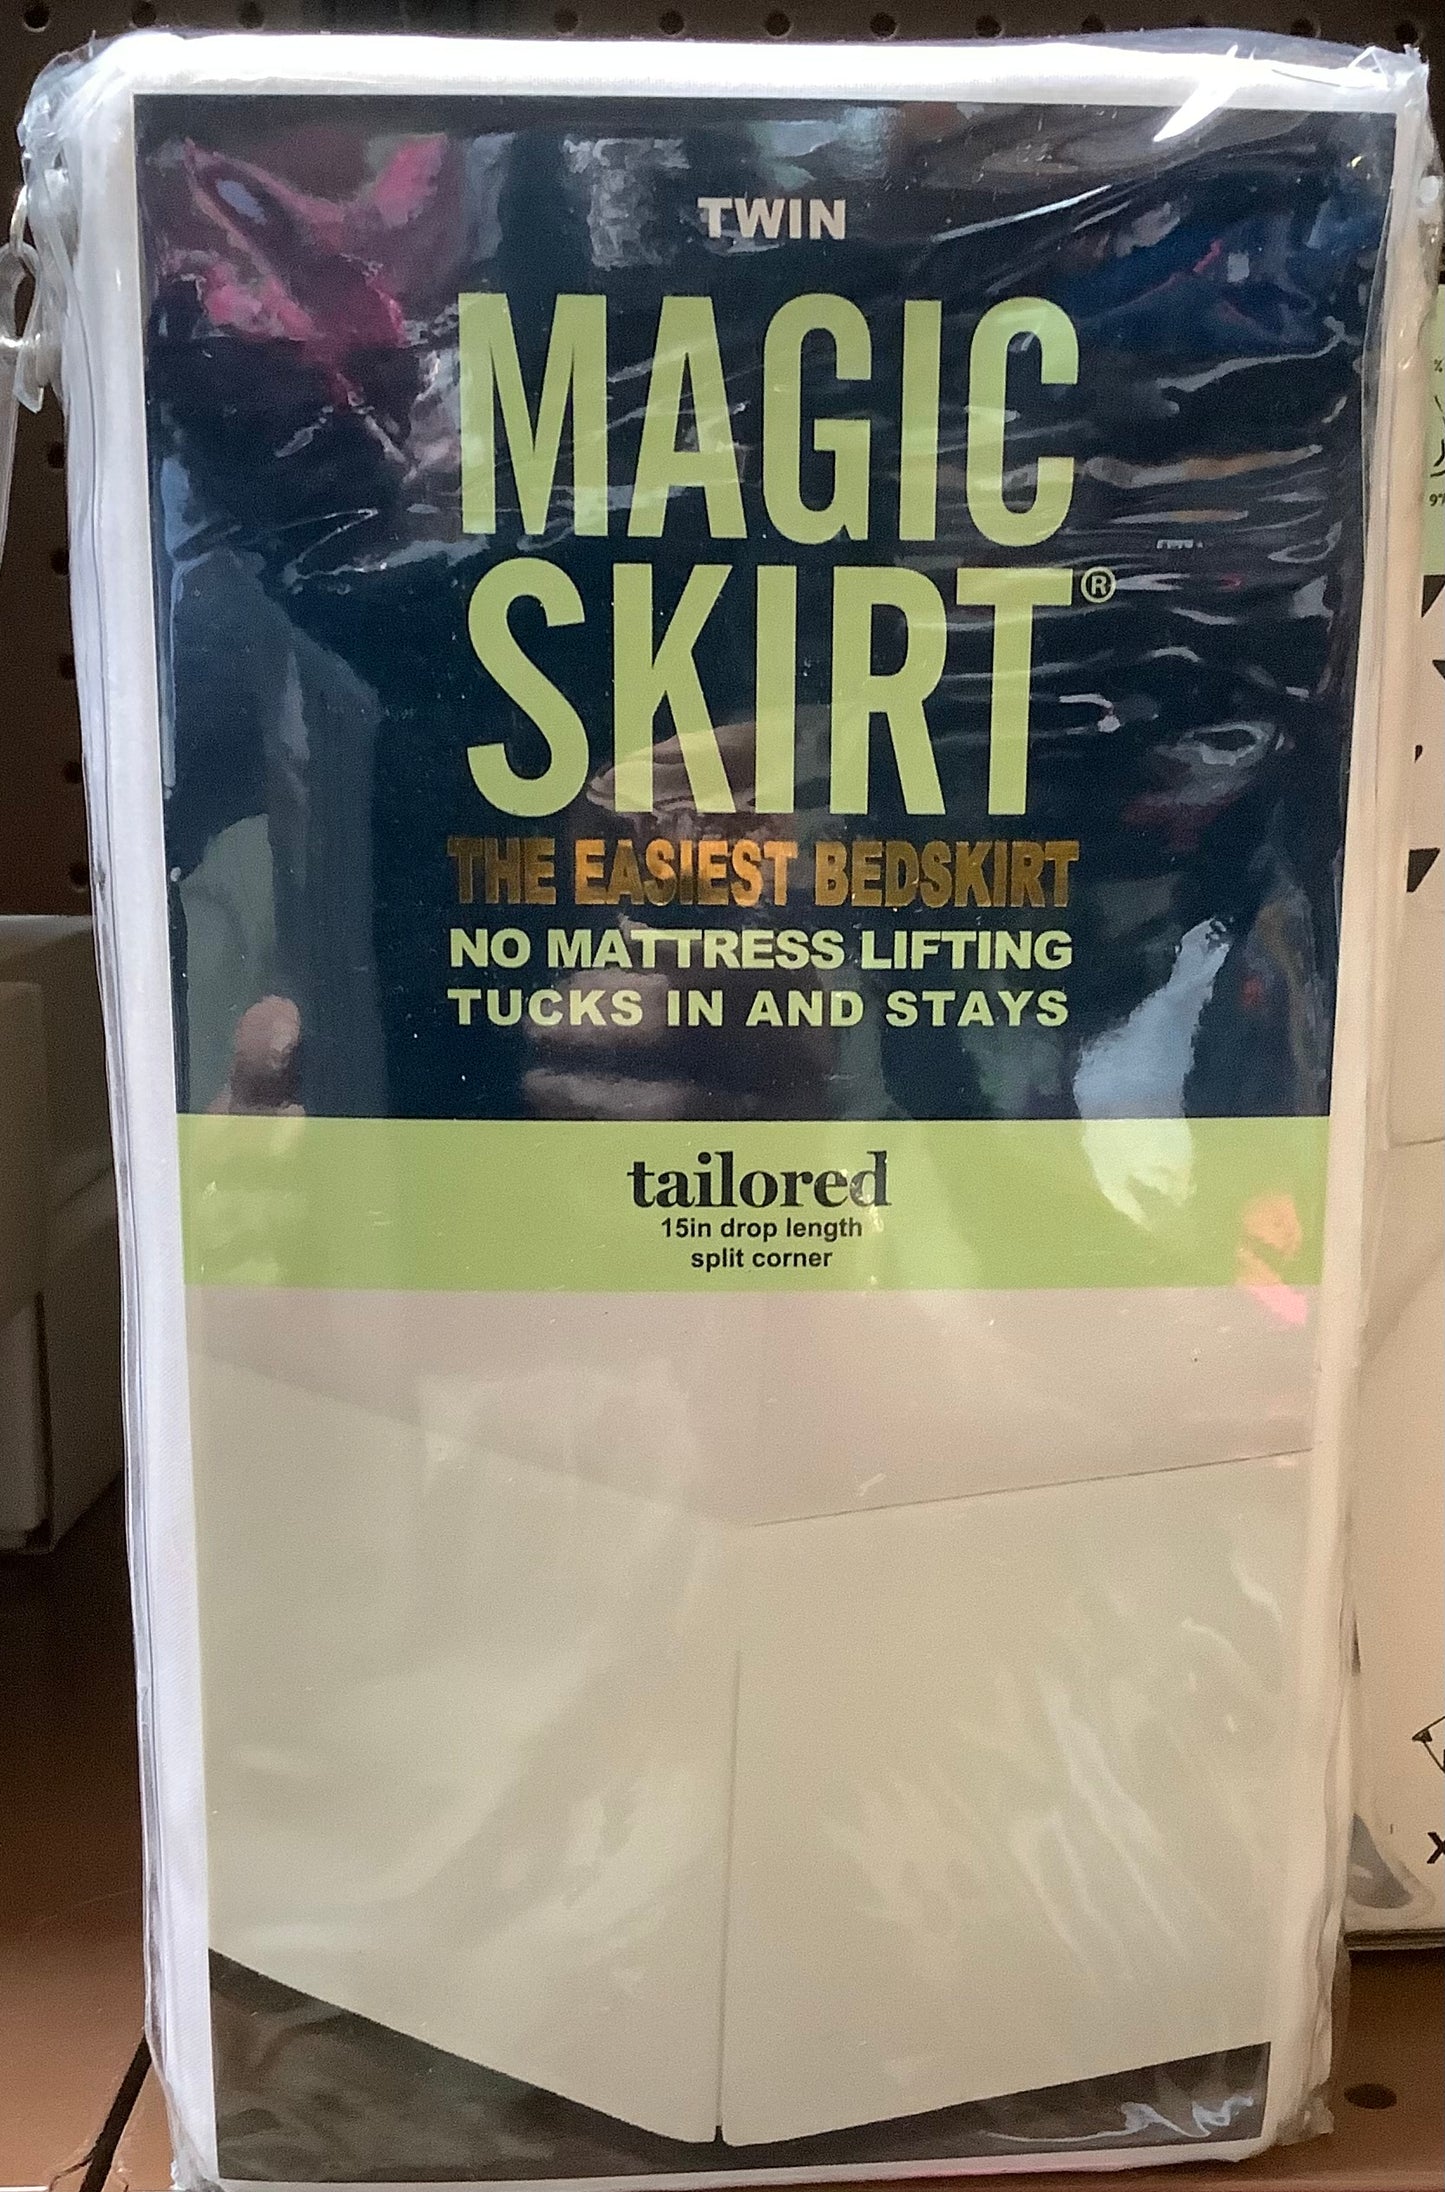 TWIN
MAGIC
SKIRT®
THE EASIEST BEDSKIRT
NO MATTRESS LIFTING
TUCKS IN AND STAYS
tailored
15in drop length
split corner